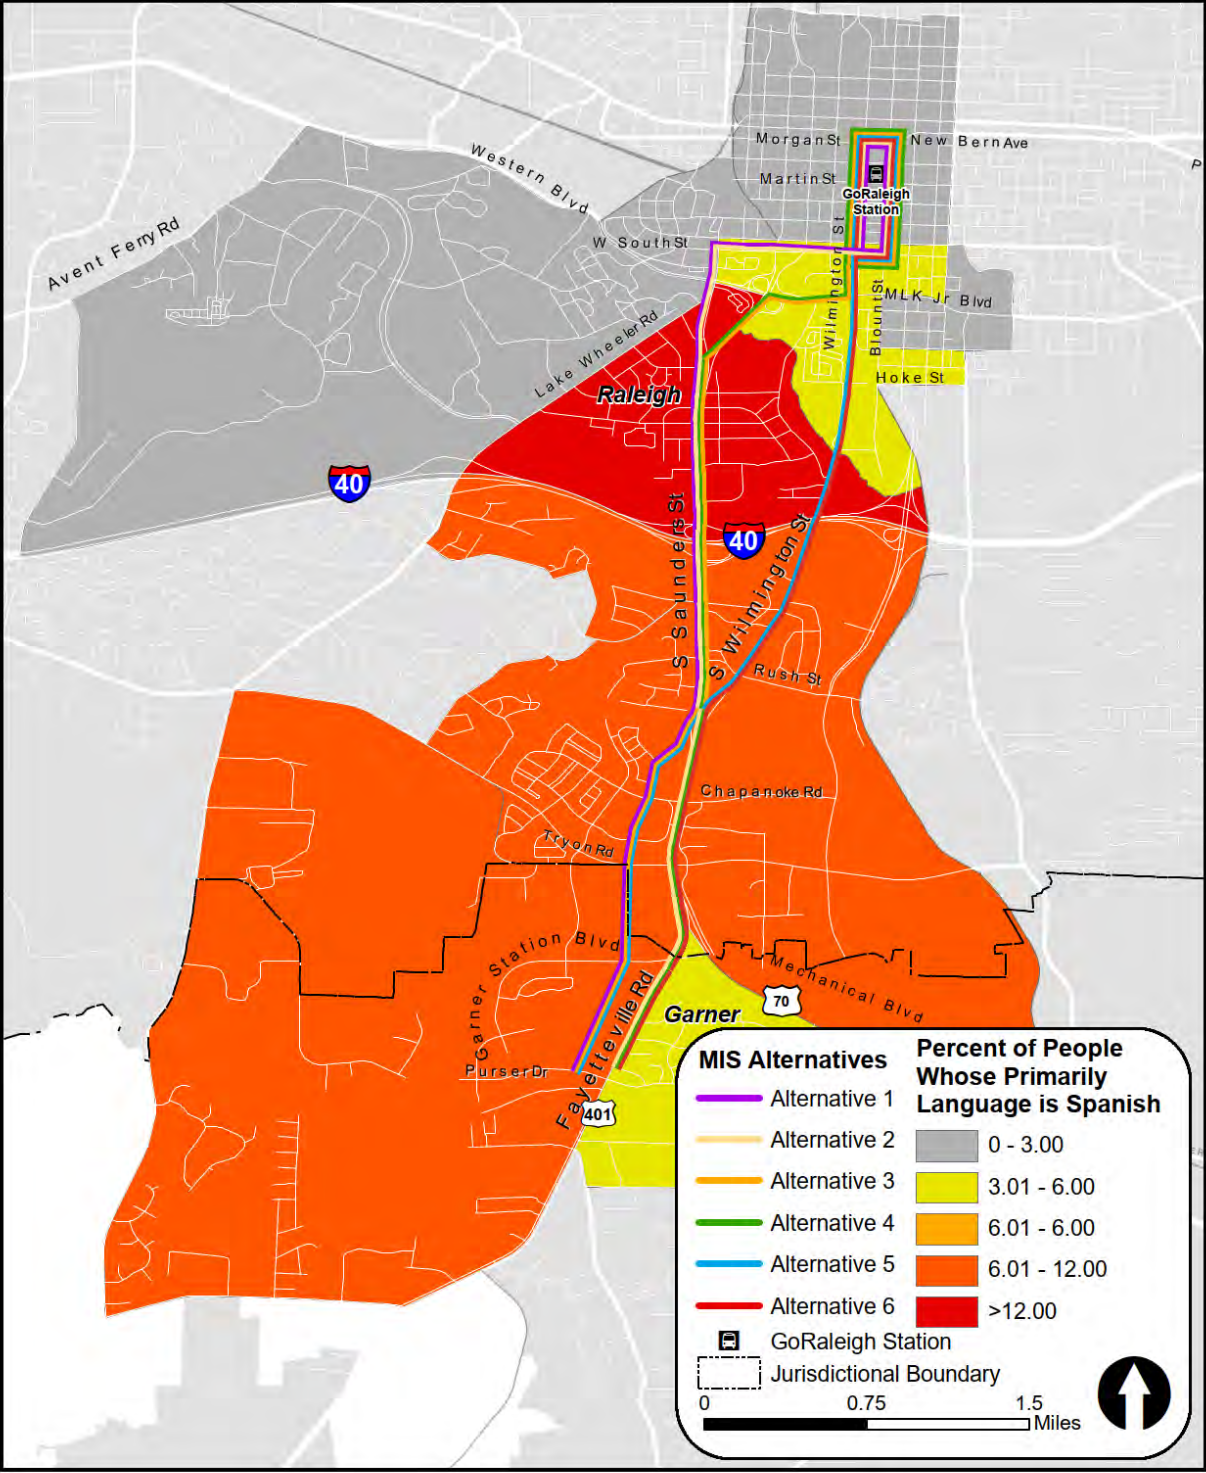 Morgan St
New Bern Ave
P
Western Blvd
Martin St
GoRaleigh
Station
Avent Ferry Rd
W South St
Wilmington St
Blount St
MLK Jr Blvd
Lake Wheeler Rd
Hoke St
Raleigh
40
40
S Saunders St
S Wilmington St
Rush St
Chapanoke Rd
Tryon Rd
Garner Station Blvd
Mechanical Blvd
70
Fayetteville Rd
Garner
Purser Dr
401
MIS Alternatives
Alternative 1
Alternative 2
Alternative 3
Alternative 4
Alternative 5
Alternative 6
GoRaleigh Station
Jurisdictional Boundary
Percent of People
Whose Primarily
Language is Spanish
0 - 3.00
3.01 - 6.00
6.01 - 6.00
6.01 - 12.00
>12.00
0 0.75 1.5
Miles